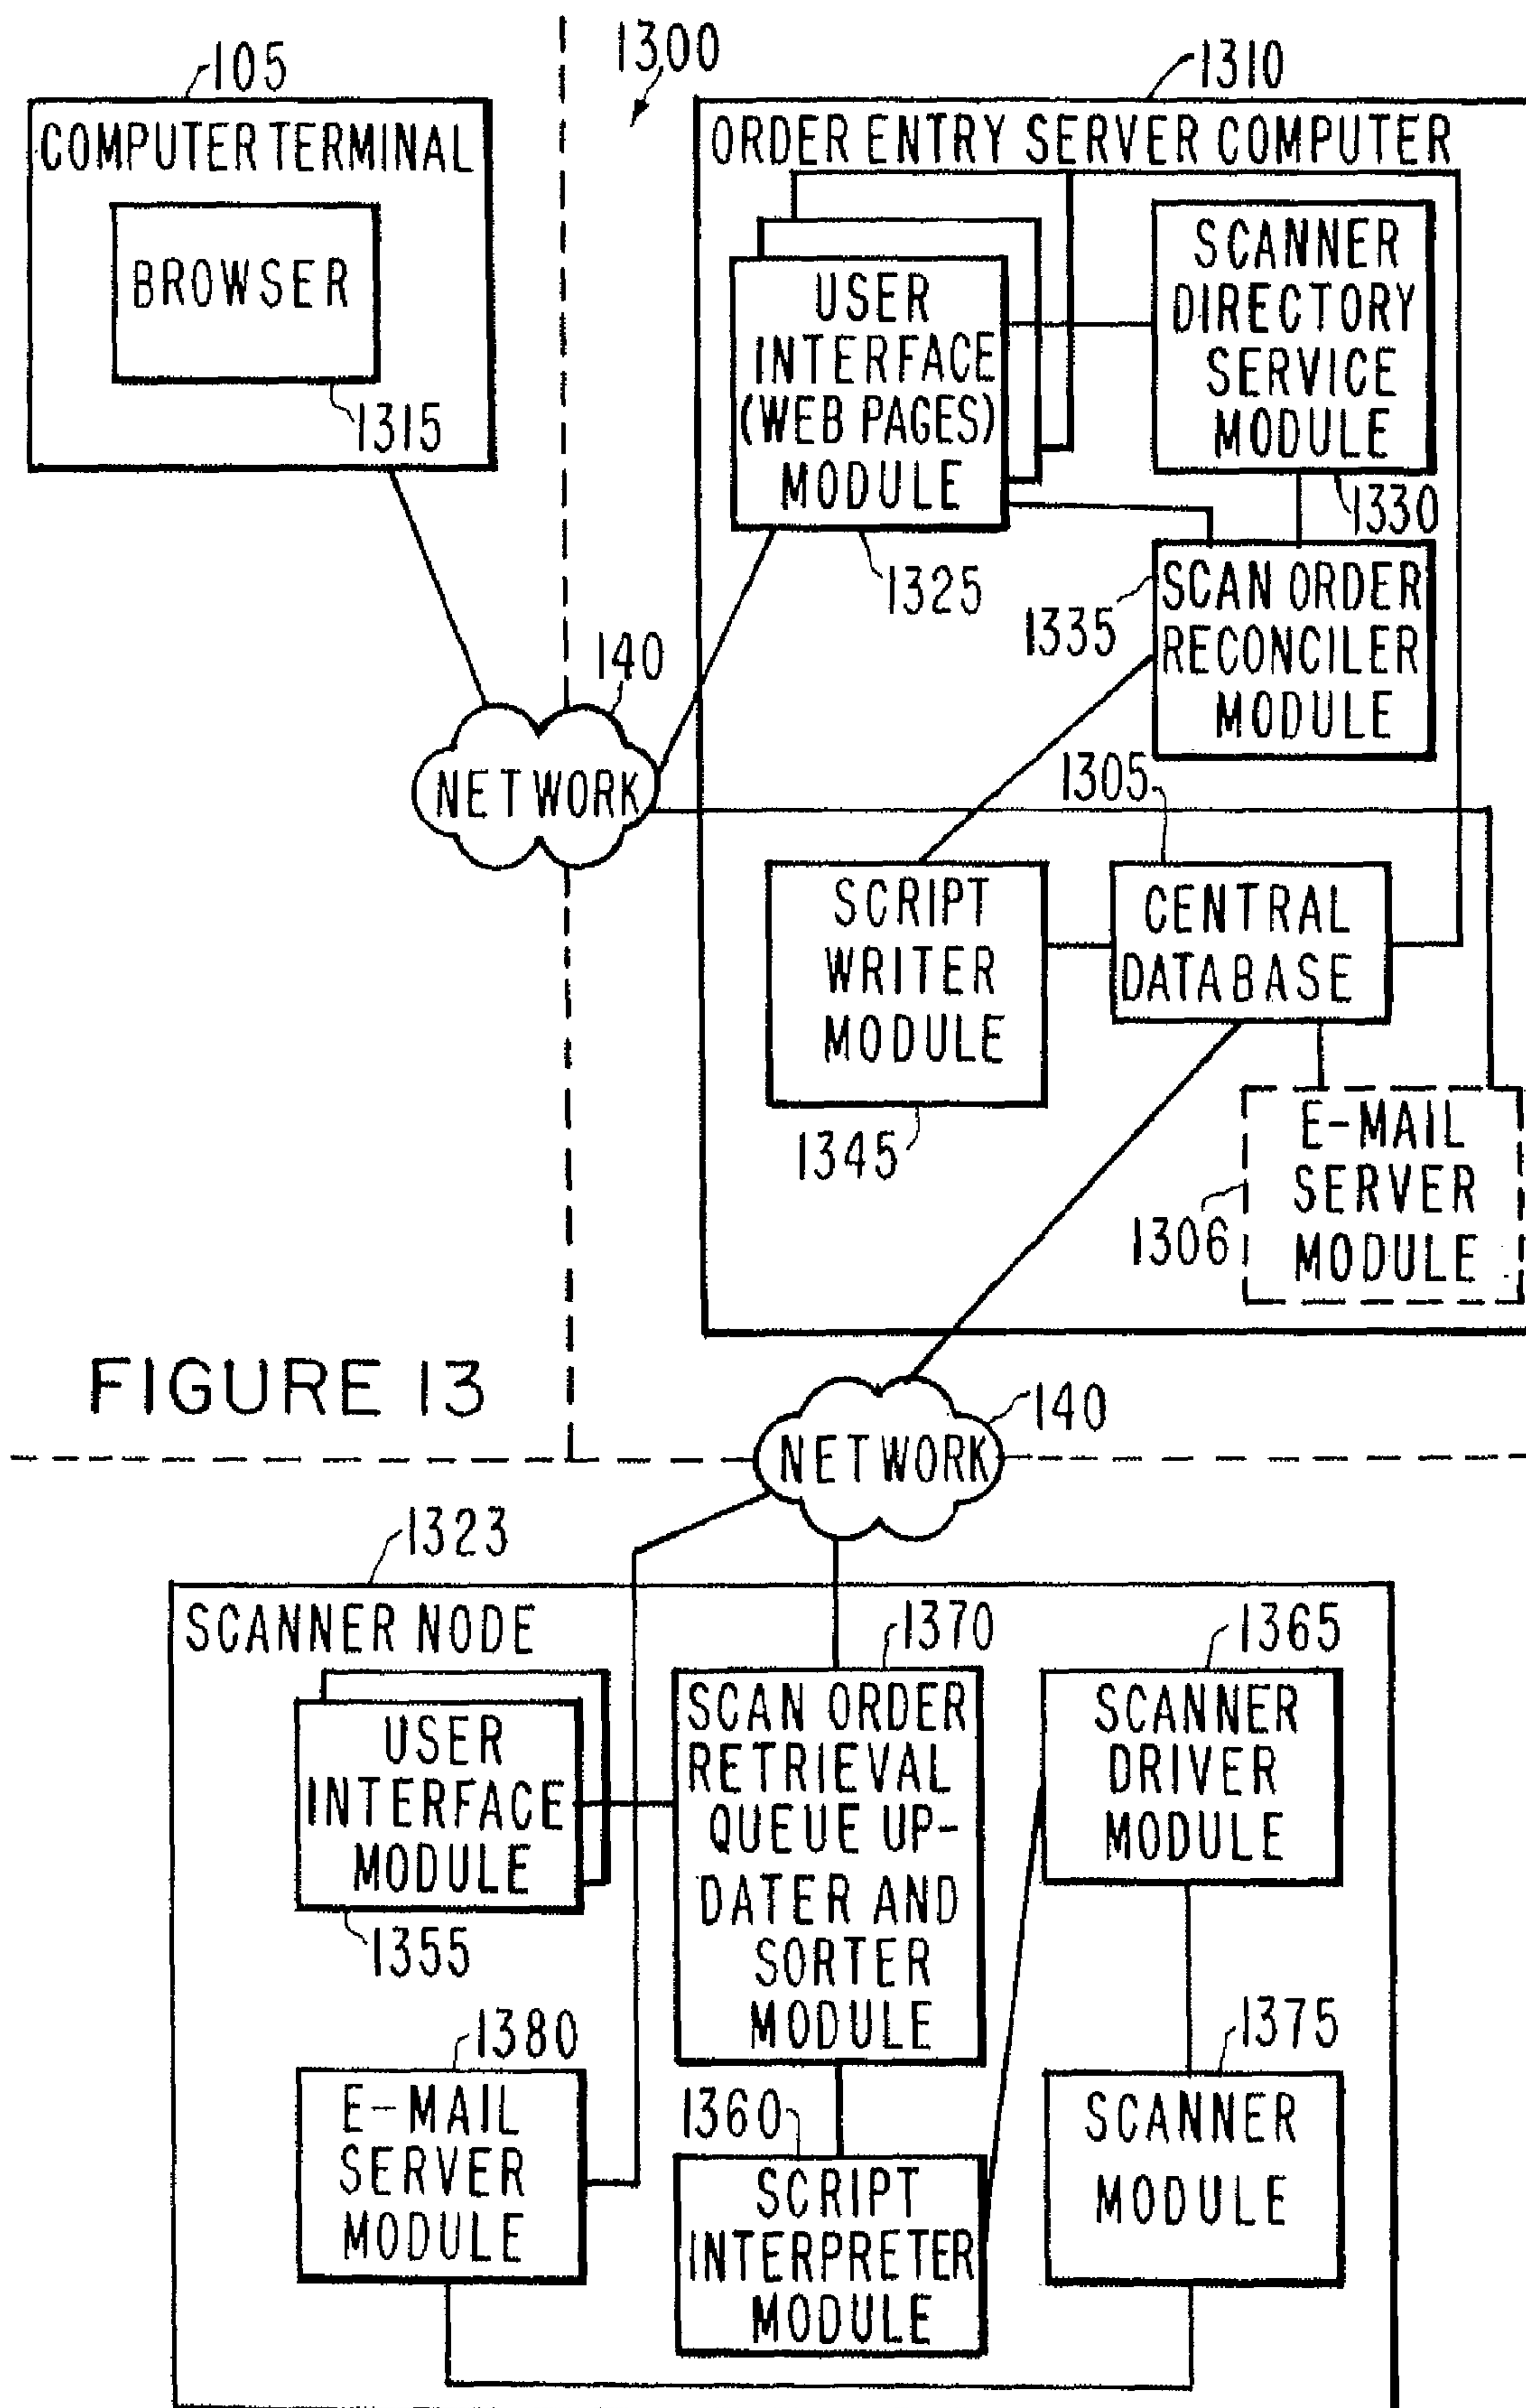 105
COMPUTER TERMINAL
BROWSER
1315
1300
1310
ORDER ENTRY SERVER COMPUTER
USER
INTERFACE
(WEB PAGES)
MODULE
1325
SCANNER
DIRECTORY
SERVICE
MODULE
1330
1335
SCAN ORDER
RECONCILER
MODULE
140
NETWORK
1305
SCRIPT
WRITER
MODULE
1345
CENTRAL
DATABASE
E-MAIL
SERVER
MODULE
1306
FIGURE 13
140
NETWORK
1323
SCANNER NODE
USER
INTERFACE
MODULE
1355
1370
SCAN ORDER
RETRIEVAL
QUEUE UP-
DATER AND
SORTER
MODULE
1365
SCANNER
DRIVER
MODULE
1380
E-MAIL
SERVER
MODULE
1360
SCRIPT
INTERPRETER
MODULE
1375
SCANNER
MODULE